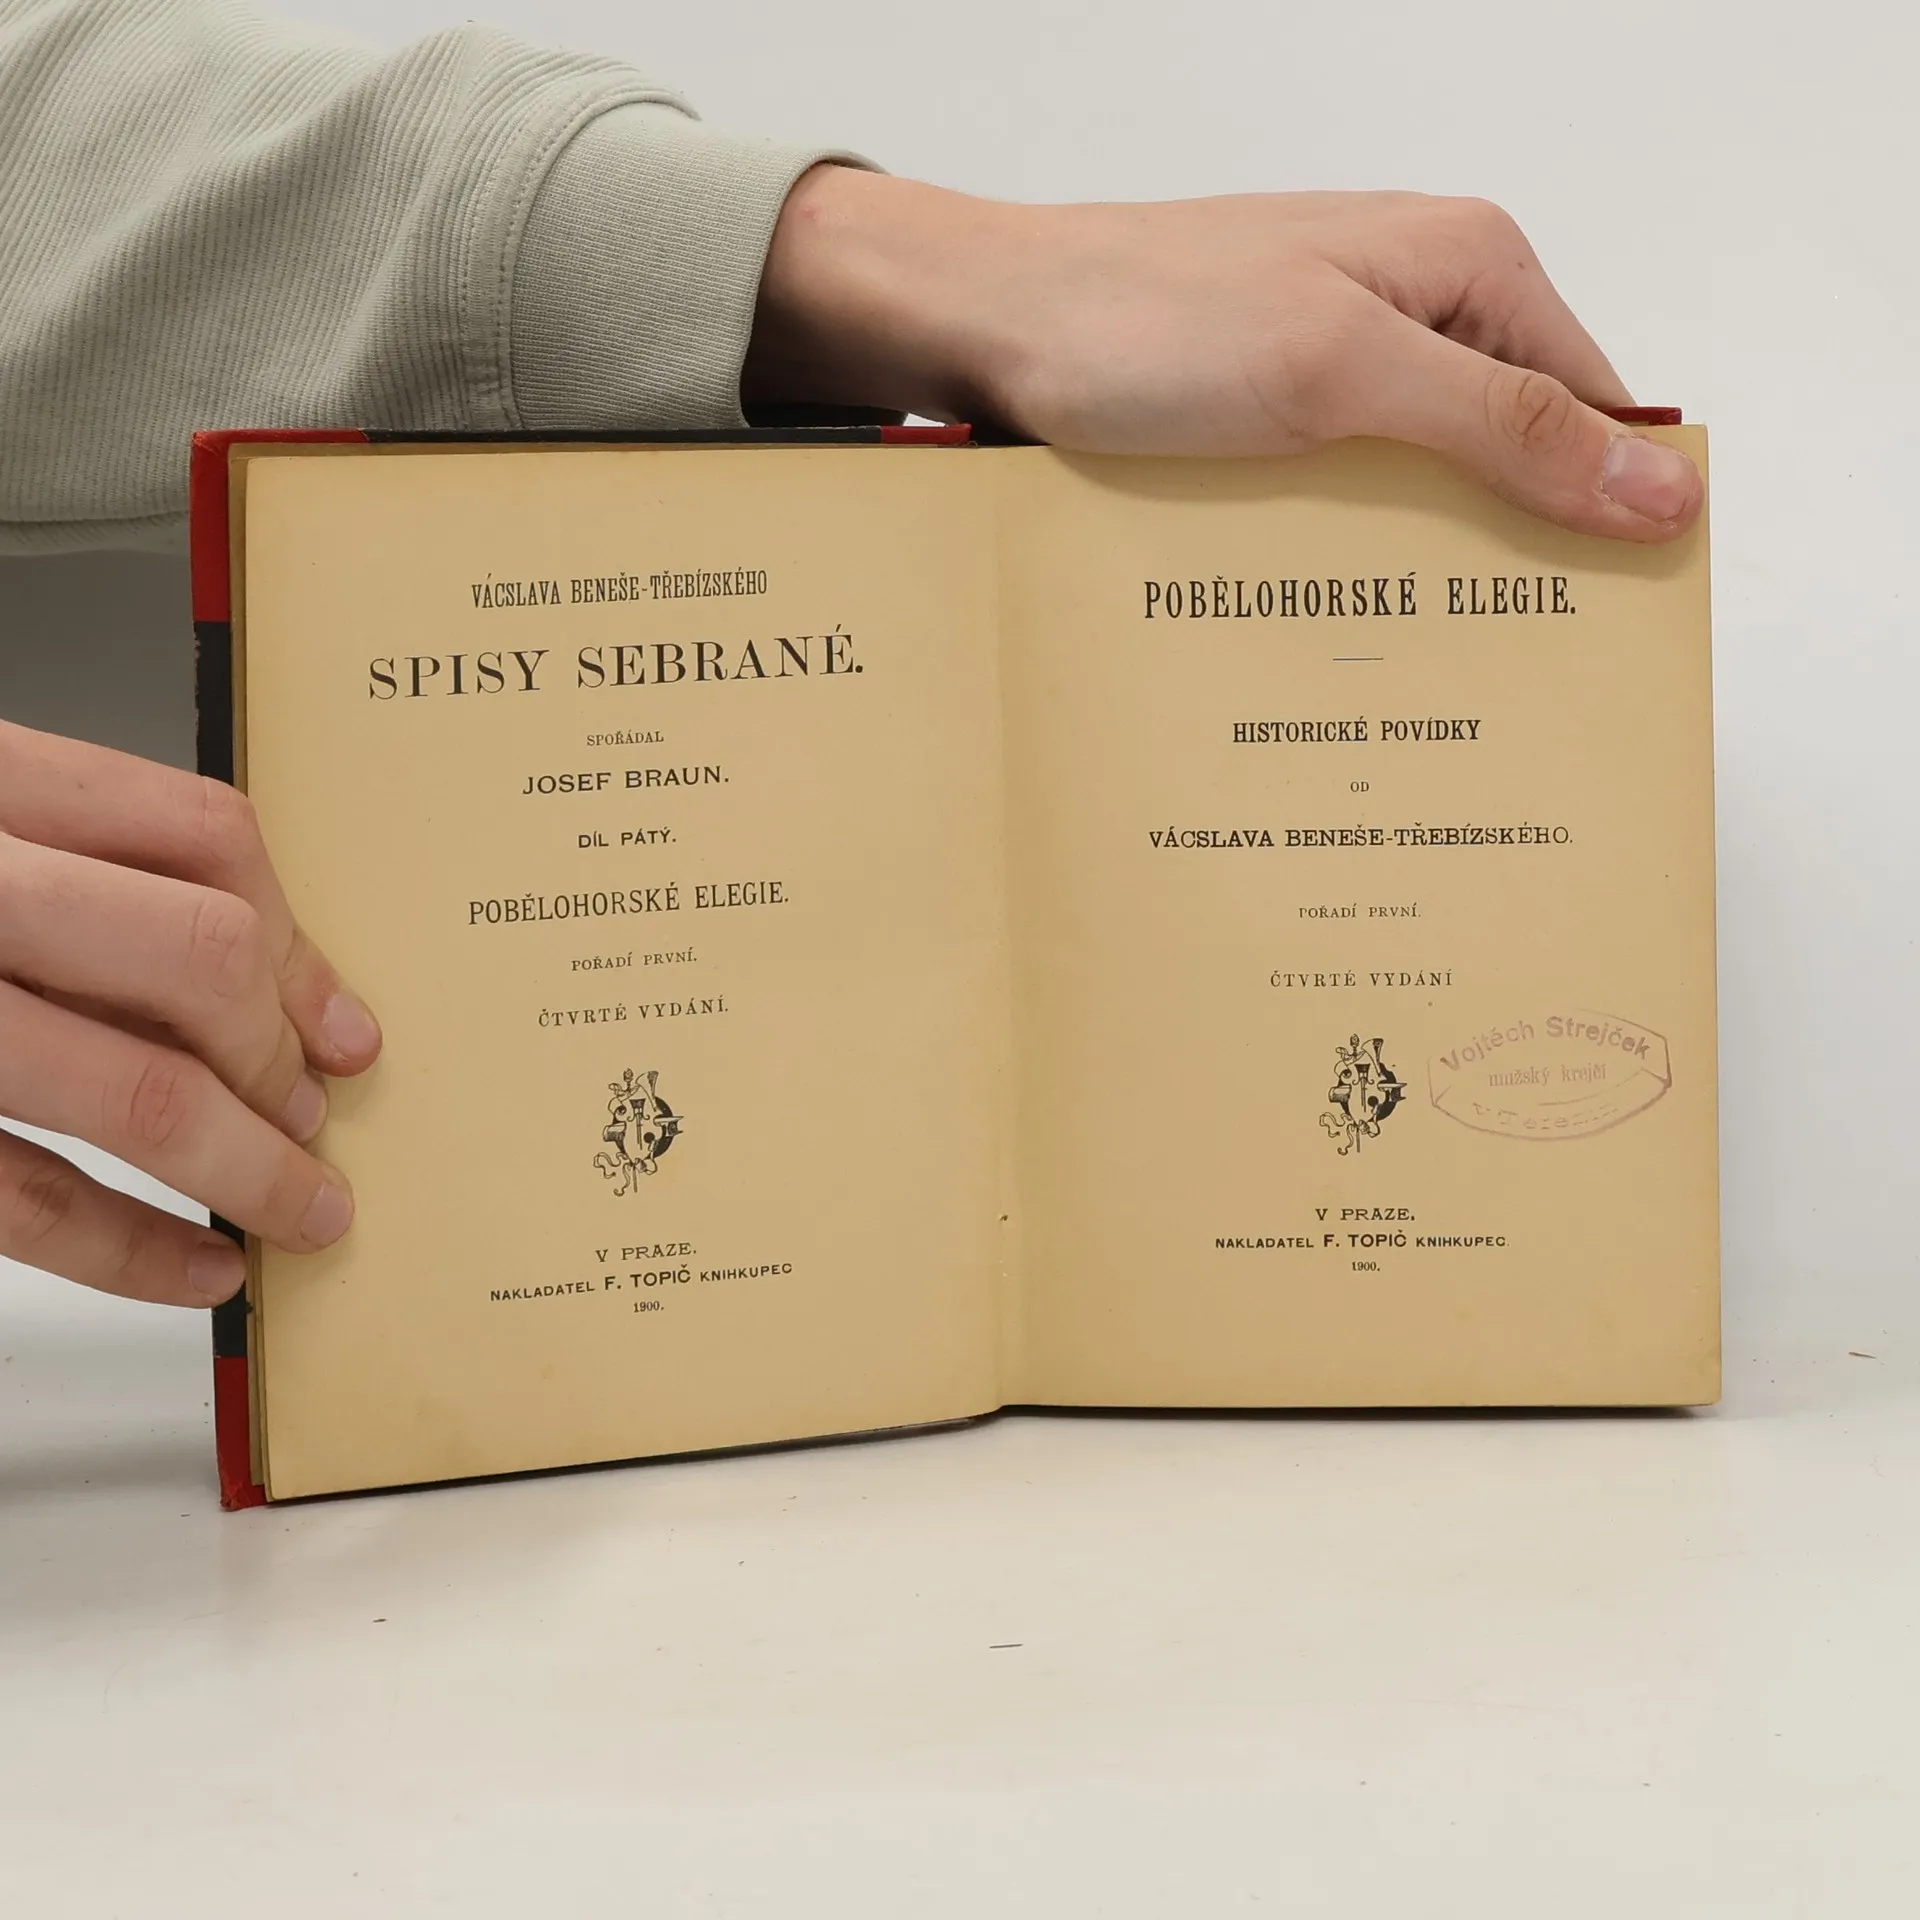 VÁCSLAVA BENEŠE-TŘEBÍZSKÉHO
SPISY SEBRANÉ.
SPOŘÁDAL
JOSEF BRAUN.
DÍL PÁTÝ.
POBĚLOHORSKÉ ELEGIE.
POŘADÍ PRVNÍ.
ČTVRTÉ VYDÁNÍ.
V PRAZE.
NAKLADATEL F. TOPIČ KNIHKUPEC
1900.
POBĚLOHORSKÉ ELEGIE.
HISTORICKÉ POVÍDKY
OD
VÁCSLAVA BENEŠE-TŘEBÍZSKÉHO.
POŘADÍ PRVNÍ.
ČTVRTÉ VYDÁNÍ
Vojtěch Strejček
mužský krejčí
v Terezín
V PRAZE.
NAKLADATEL F. TOPIČ KNIHKUPEC.
1900.